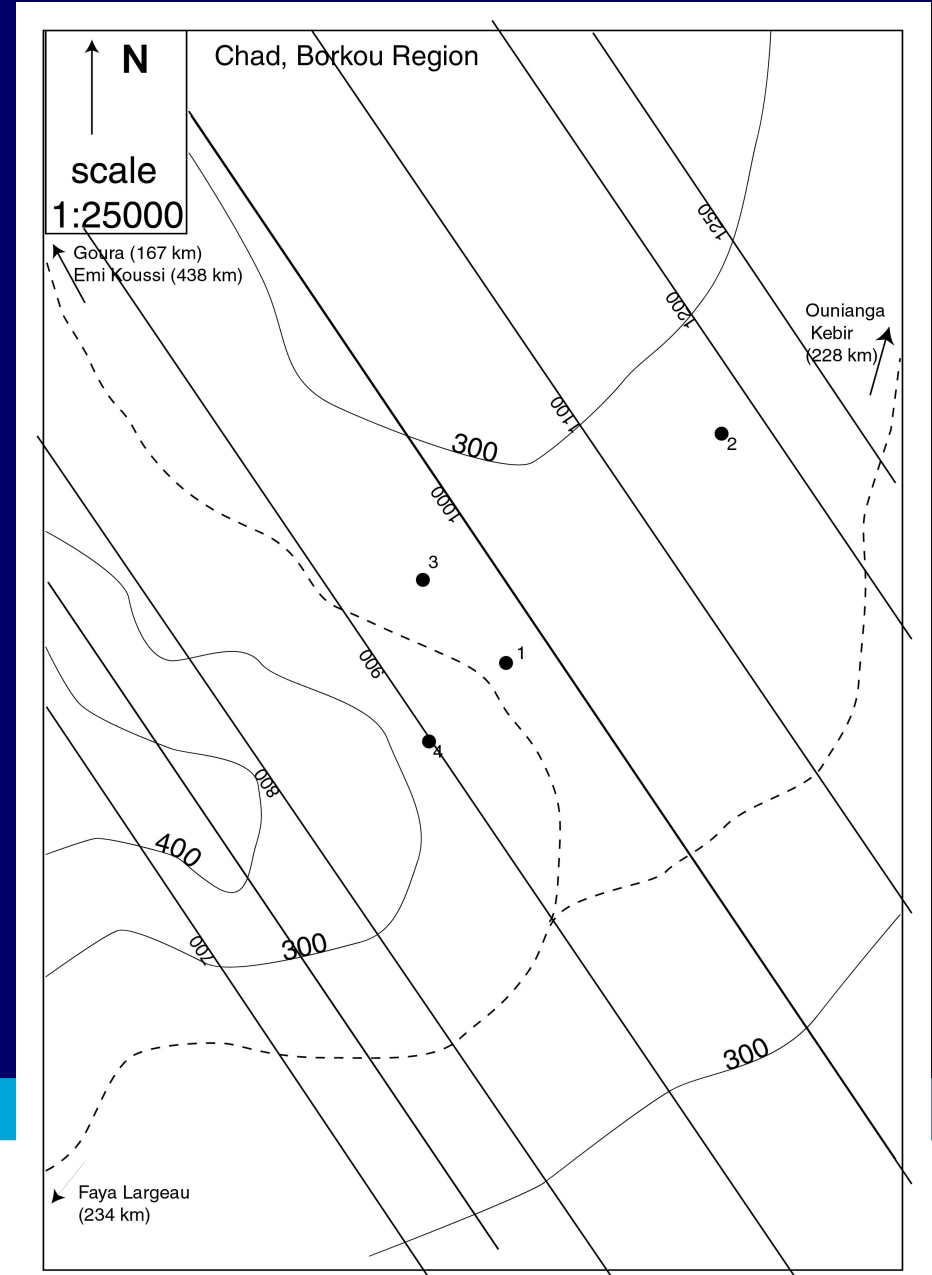 N
Chad, Borkou Region
scale
1:25000
Goura (167 km)
Emi Koussi (438 km)
1250
1200
Ounianga
Kebir
(228 km)
1100
300
2
1000
3
1
900
4
800
400
700
300
300
Faya Largeau
(234 km)